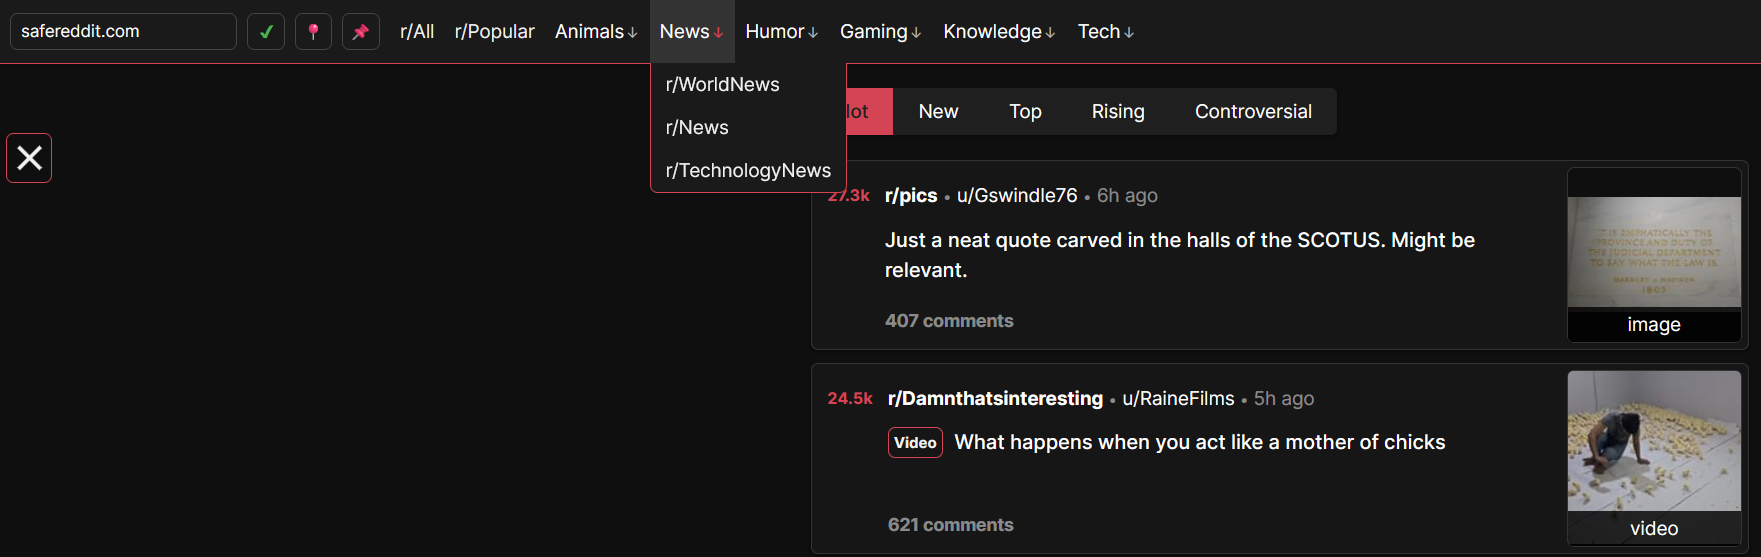 safereddit.com r/All r/Popular Animals↓ News↓ Humor↓ Gaming↓ Knowledge↓ Tech↓
r/WorldNews
r/News
r/TechnologyNews
New Top Rising Controversial
27.3k r/pics • u/Gswindle76 • 6h ago
Just a neat quote carved in the halls of the SCOTUS. Might be
relevant.
407 comments
IT IS EMPHATICALLY THE
PROVINCE AND DUTY OF
THE JUDICIAL DEPARTMENT
TO SAY WHAT THE LAW IS.
MARBURY v. MADISON
1803
image
24.5k r/Damnthatsinteresting • u/RaineFilms • 5h ago
Video What happens when you act like a mother of chicks
621 comments
video